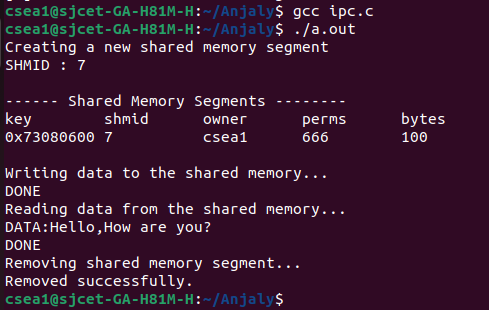 csea1@sjcet-GA-H81M-H:~/Anjaly$ gcc ipc.c
csea1@sjcet-GA-H81M-H:~/Anjaly$ ./a.out
Creating a new shared memory segment
SHMID : 7
------ Shared Memory Segments --------
key shmid owner perms bytes
0x73080600 7 csea1 666 100
Writing data to the shared memory...
DONE
Reading data from the shared memory...
DATA:Hello,How are you?
DONE
Removing shared memory segment...
Removed successfully.
csea1@sjcet-GA-H81M-H:~/Anjaly$